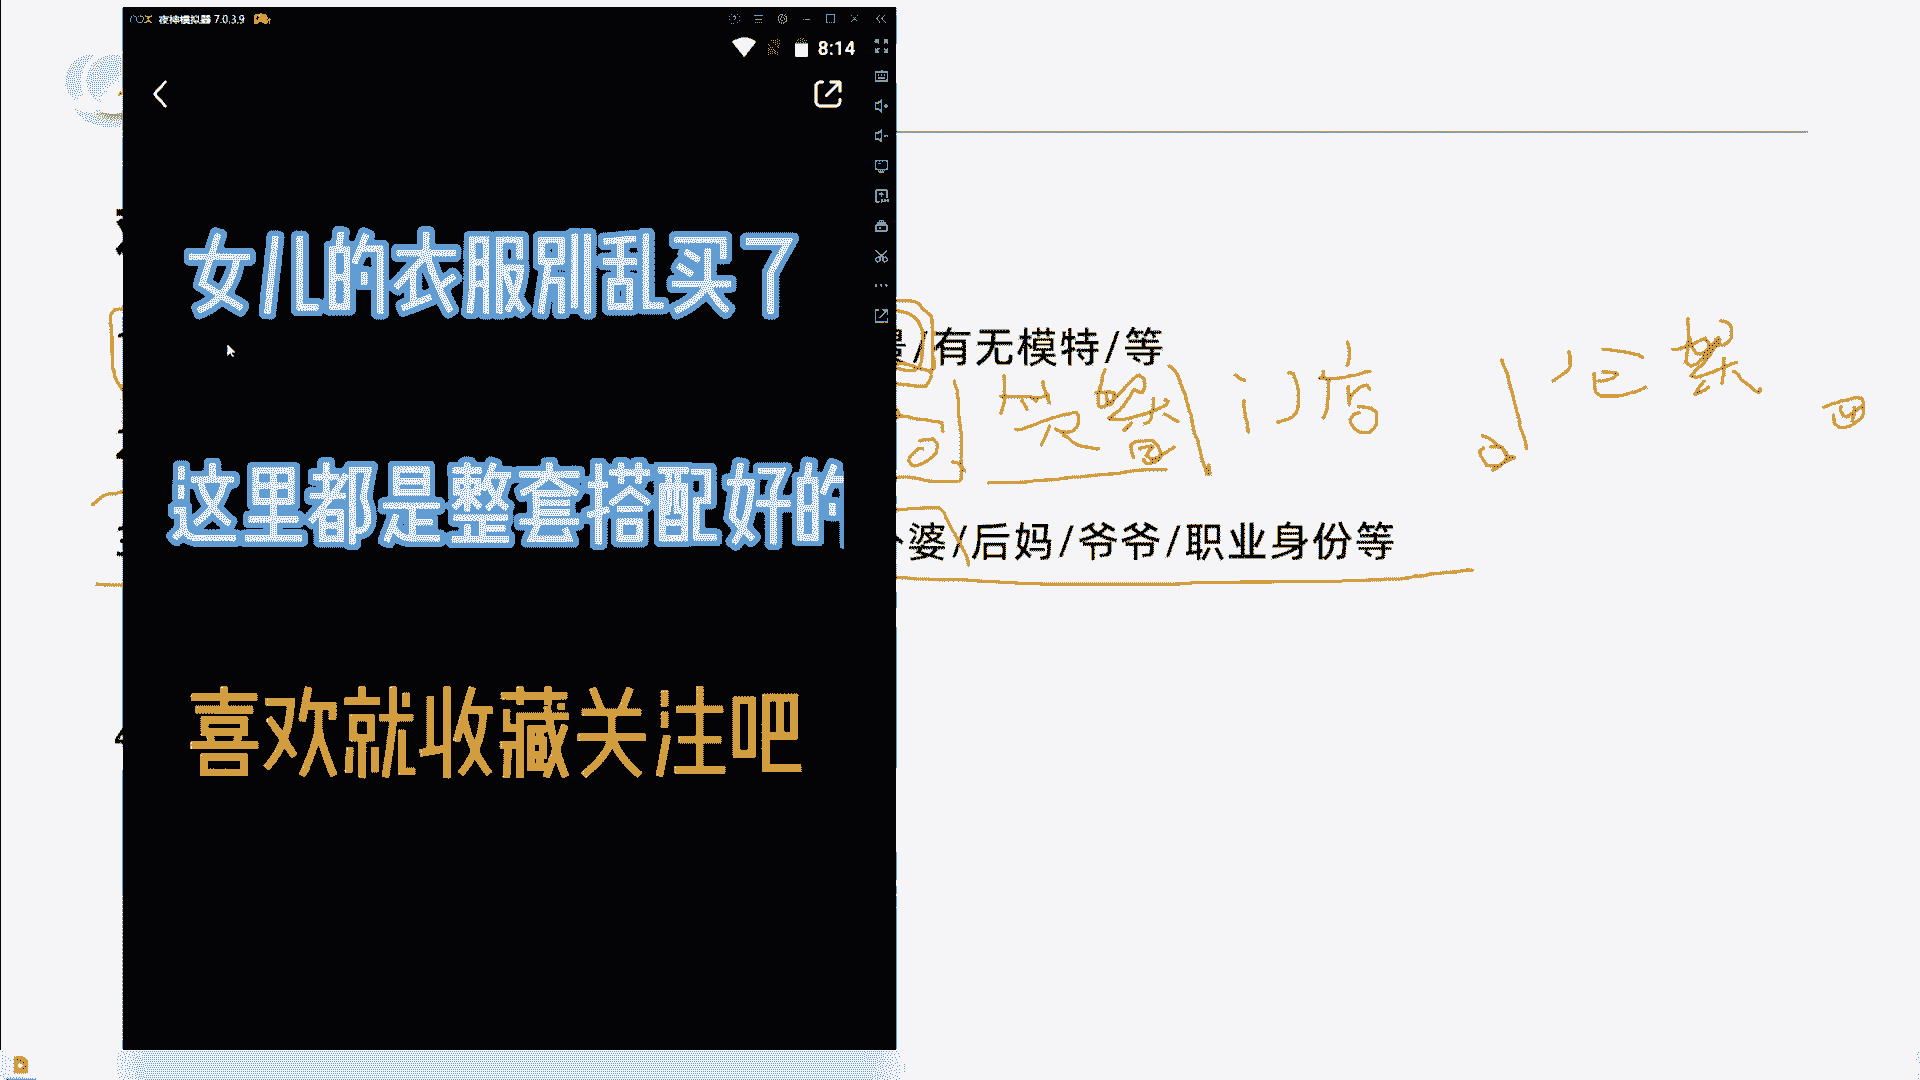 nox 夜神模拟器 7.0.3.9
8:14
女儿的衣服别乱买了
/有无模特/等
门店
这里都是整套搭配好的
婆/后妈/爷爷/职业身份等
喜欢就收藏关注吧